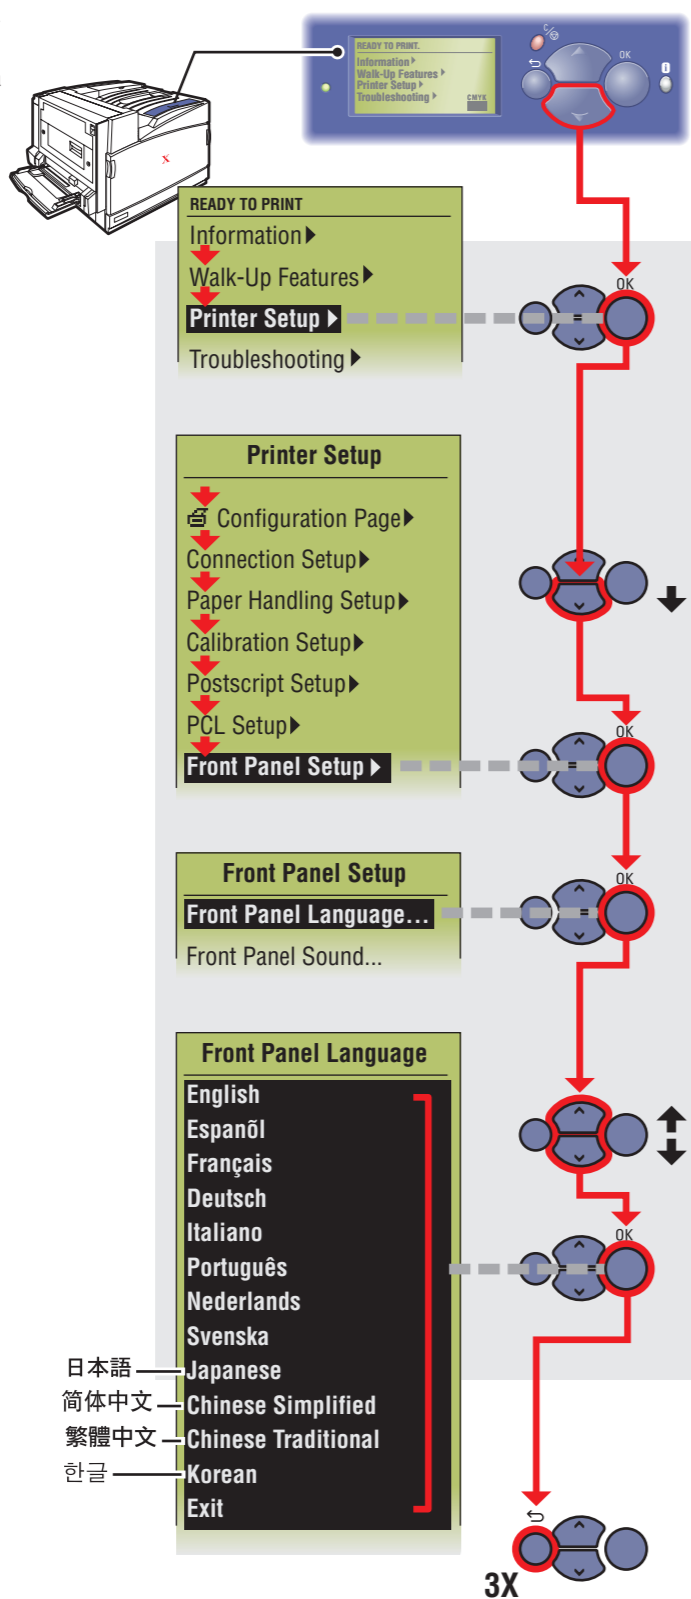 READY TO PRINT.
Information
Walk-Up Features
Printer Setup
Troubleshooting
CMYK
C/
OK
i
X
READY TO PRINT
Information
Walk-Up Features
Printer Setup
Troubleshooting
OK
Printer Setup
Configuration Page
Connection Setup
Paper Handling Setup
Calibration Setup
Postscript Setup
PCL Setup
Front Panel Setup
OK
Front Panel Setup
Front Panel Language...
Front Panel Sound...
OK
Front Panel Language
English
Espanõl
Français
Deutsch
Italiano
Português
Nederlands
Svenska
日本語 Japanese
简体中文 Chinese Simplified
繁體中文 Chinese Traditional
한글 Korean
Exit
OK
3X